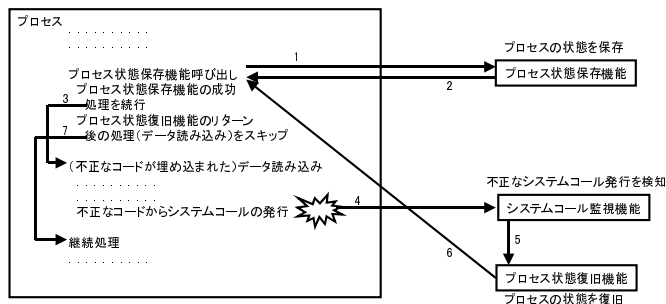 プロセス
. . . . . . . . . .
. . . . . . . . . .
プロセス状態保存機能呼び出し
プロセス状態保存機能の成功
3
処理を続行
プロセス状態復旧機能のリターン
7
後の処理(データ読み込み)をスキップ
(不正なコードが埋め込まれた)データ読み込み
. . . . . . . . . .
. . . . . . . . . .
不正なコードからシステムコールの発行
継続処理
. . . . . . . . . .
1
2
プロセスの状態を保存
プロセス状態保存機能
4
不正なシステムコール発行を検知
システムコール監視機能
5
6
プロセス状態復旧機能
プロセスの状態を復旧